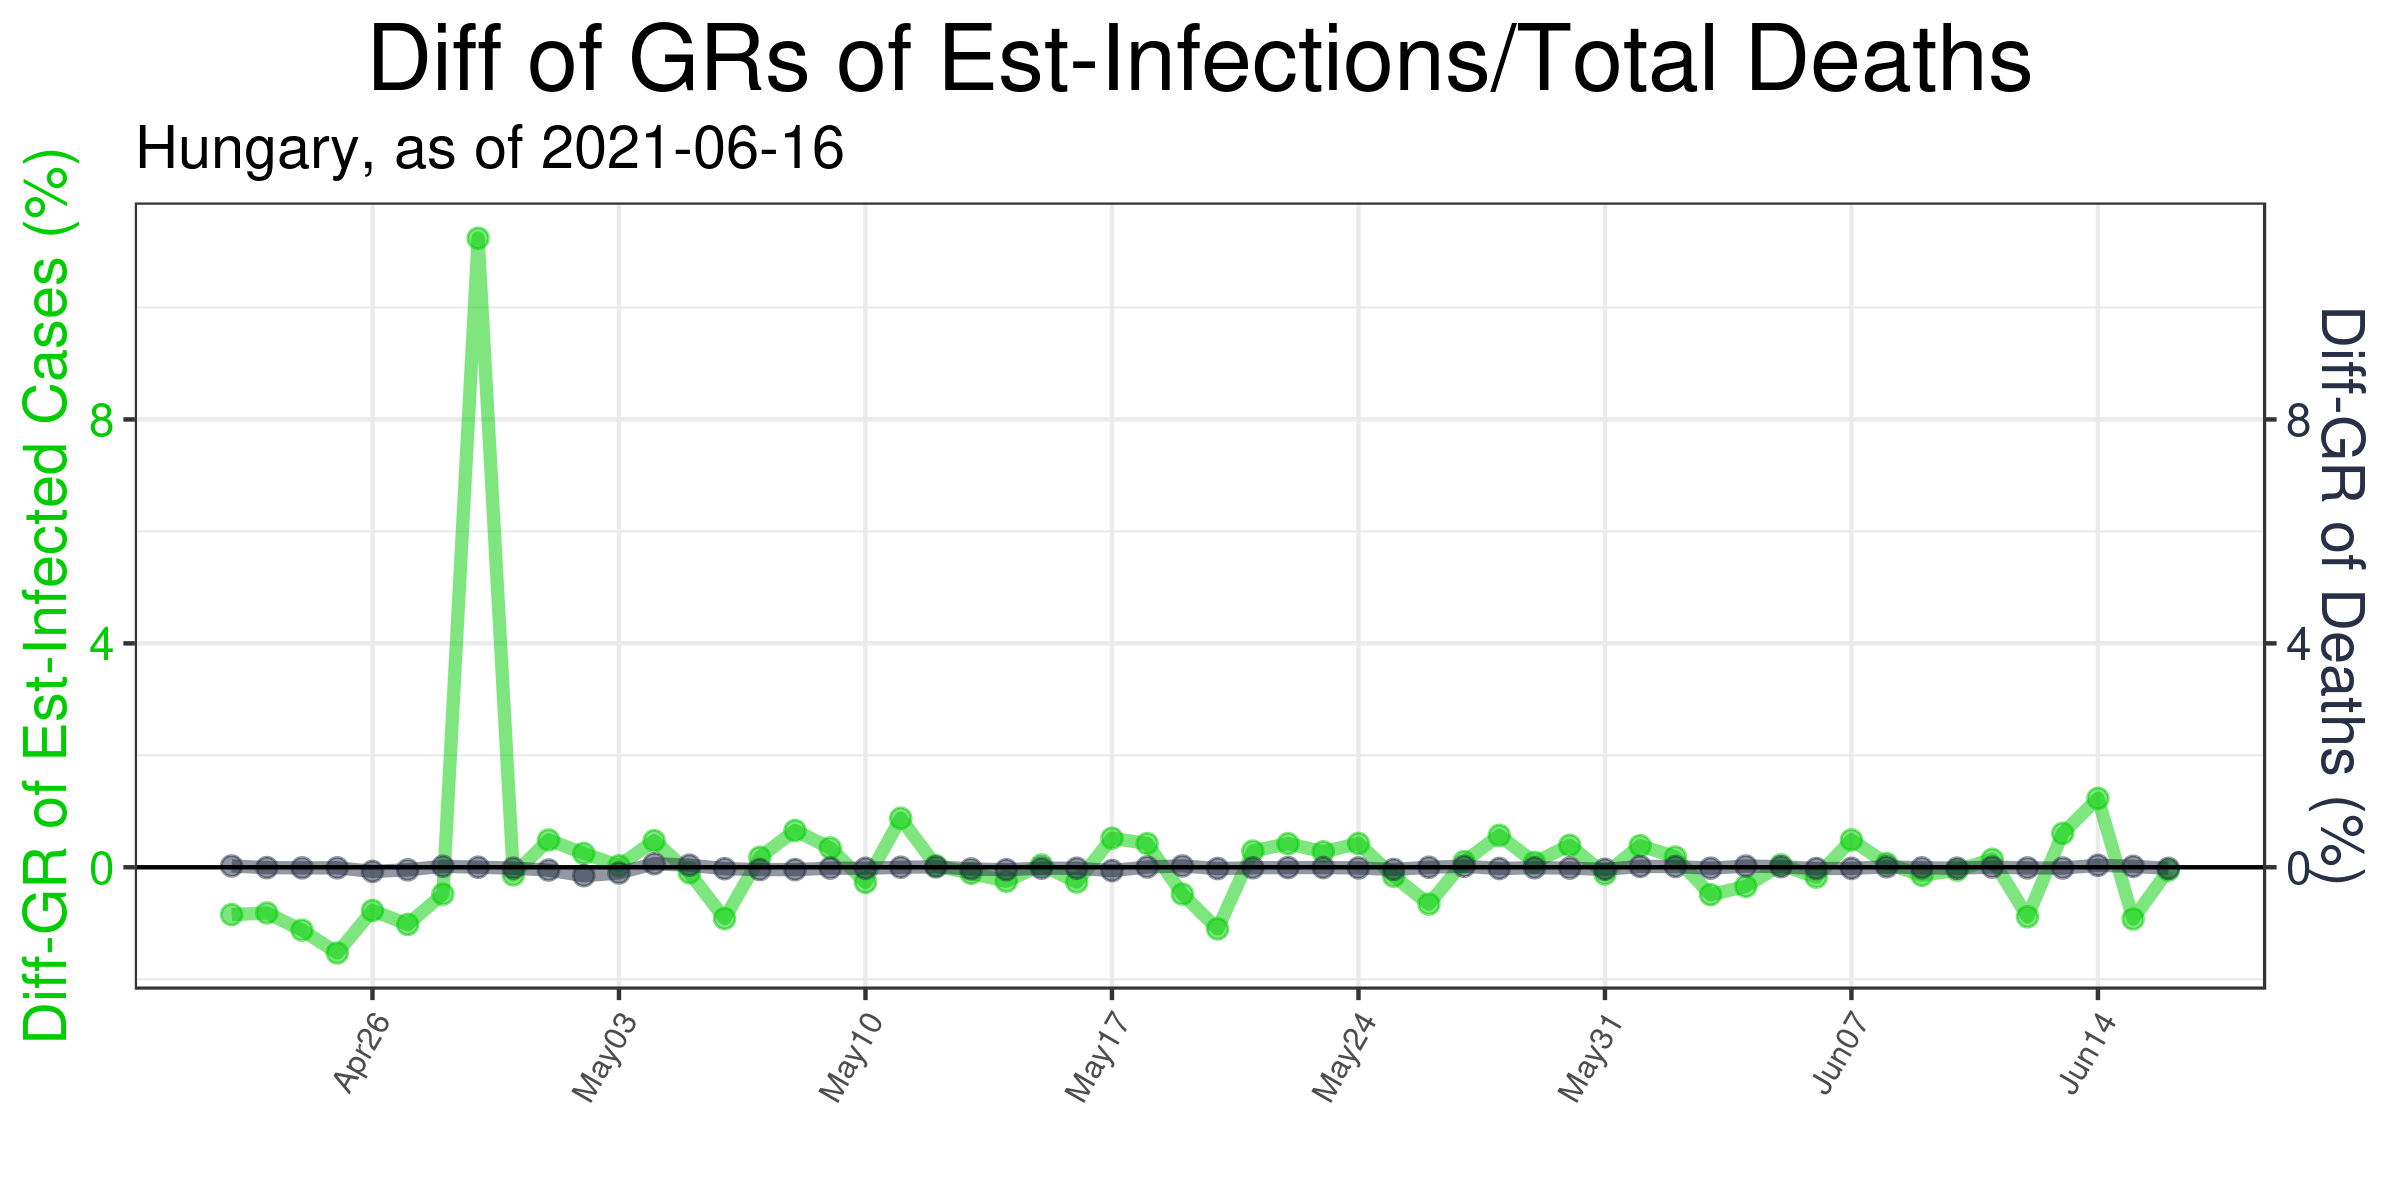 Diff of GRs of Est-Infections/Total Deaths
Hungary, as of 2021-06-16
Diff-GR of Est-Infected Cases (%)
8
4
0
8
4
0
Diff-GR of Deaths (%)
Apr26
May03
May10
May17
May24
May31
Jun07
Jun14